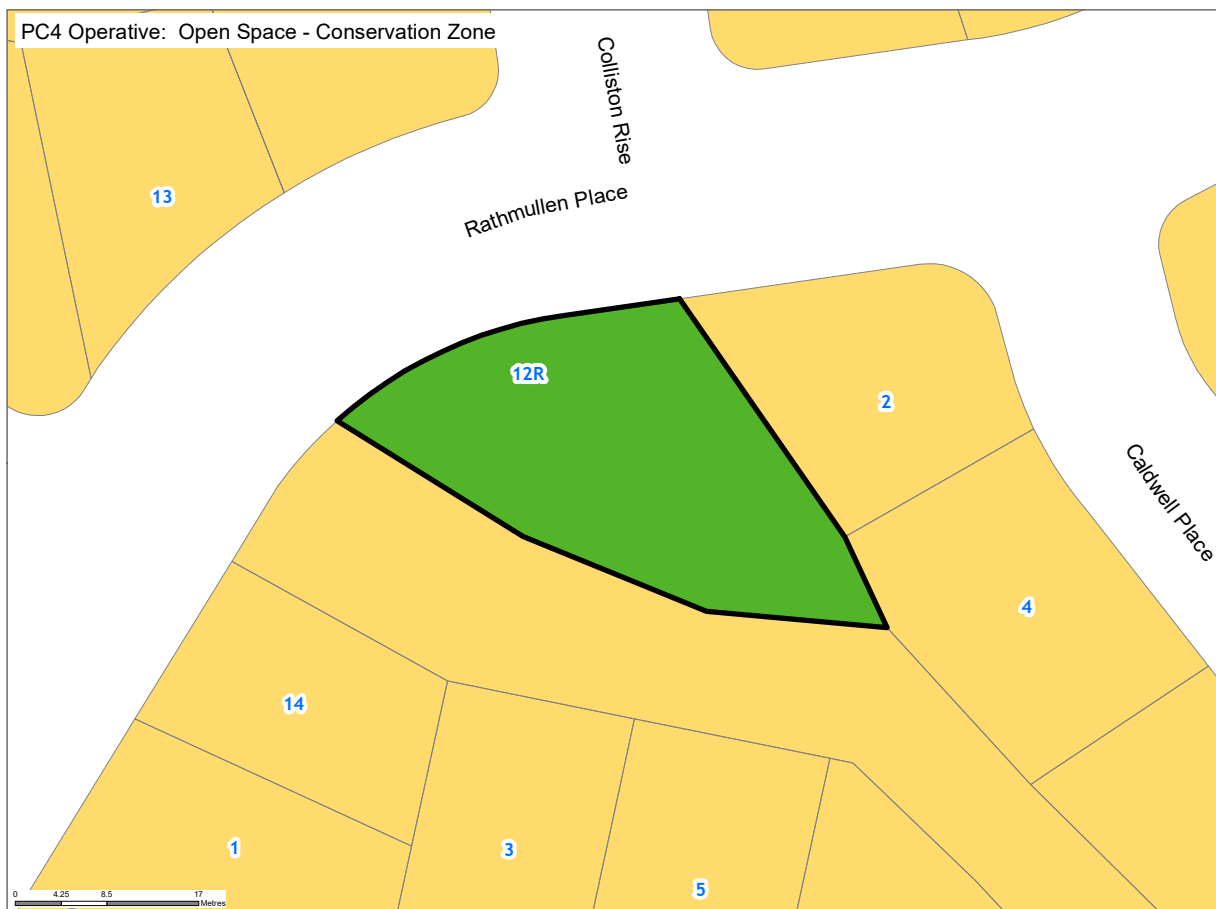 PC4 Operative: Open Space - Conservation Zone
Colliston Rise
13
Rathmullen Place
12R
2
Caldwell Place
4
14
1
3
5
0 4.25 8.5 17
Metres